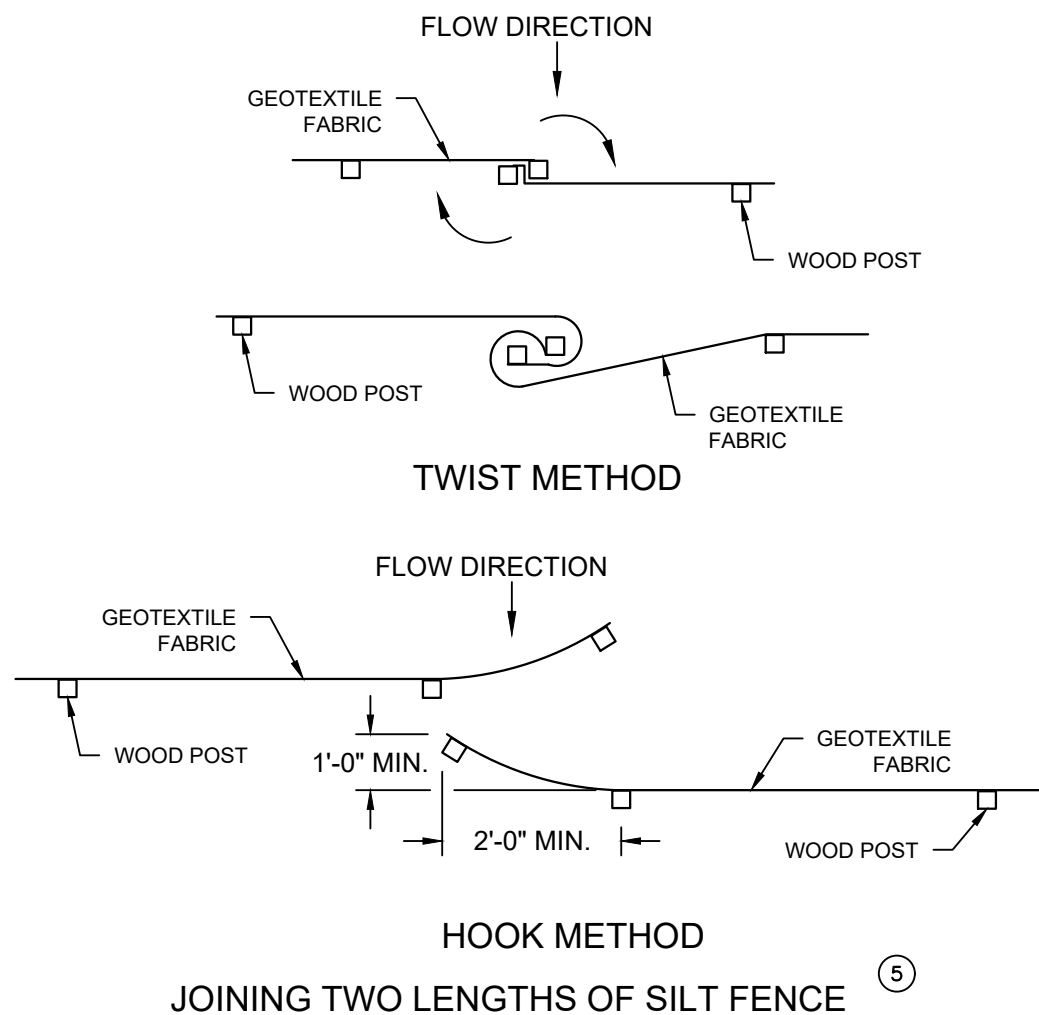 FLOW DIRECTION
GEOTEXTILE
FABRIC
WOOD POST
WOOD POST
GEOTEXTILE
FABRIC
TWIST METHOD
FLOW DIRECTION
GEOTEXTILE
FABRIC
WOOD POST
1'-0" MIN.
GEOTEXTILE
FABRIC
2'-0" MIN.
WOOD POST
HOOK METHOD
JOINING TWO LENGTHS OF SILT FENCE 5